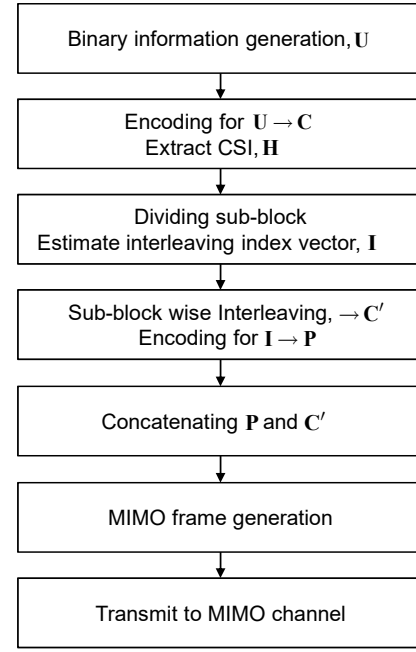 Binary information generation, U
Encoding for U → C
Extract CSI, H
Dividing sub-block
Estimate interleaving index vector, I
Sub-block wise Interleaving, → C′
Encoding for I → P
Concatenating P and C′
MIMO frame generation
Transmit to MIMO channel